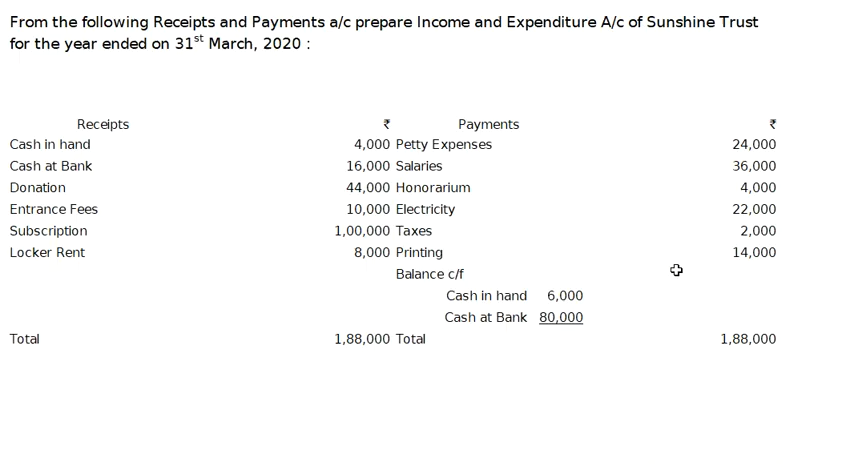 From the following Receipts and Payments a/c prepare Income and Expenditure A/c of Sunshine Trust
for the year ended on 31st March, 2020 :
Receipts ₹ Payments ₹
Cash in hand 4,000 Petty Expenses 24,000
Cash at Bank 16,000 Salaries 36,000
Donation 44,000 Honorarium 4,000
Entrance Fees 10,000 Electricity 22,000
Subscription 1,00,000 Taxes 2,000
Locker Rent 8,000 Printing 14,000
Balance c/f
Cash in hand 6,000
Cash at Bank 80,000
Total 1,88,000 Total 1,88,000